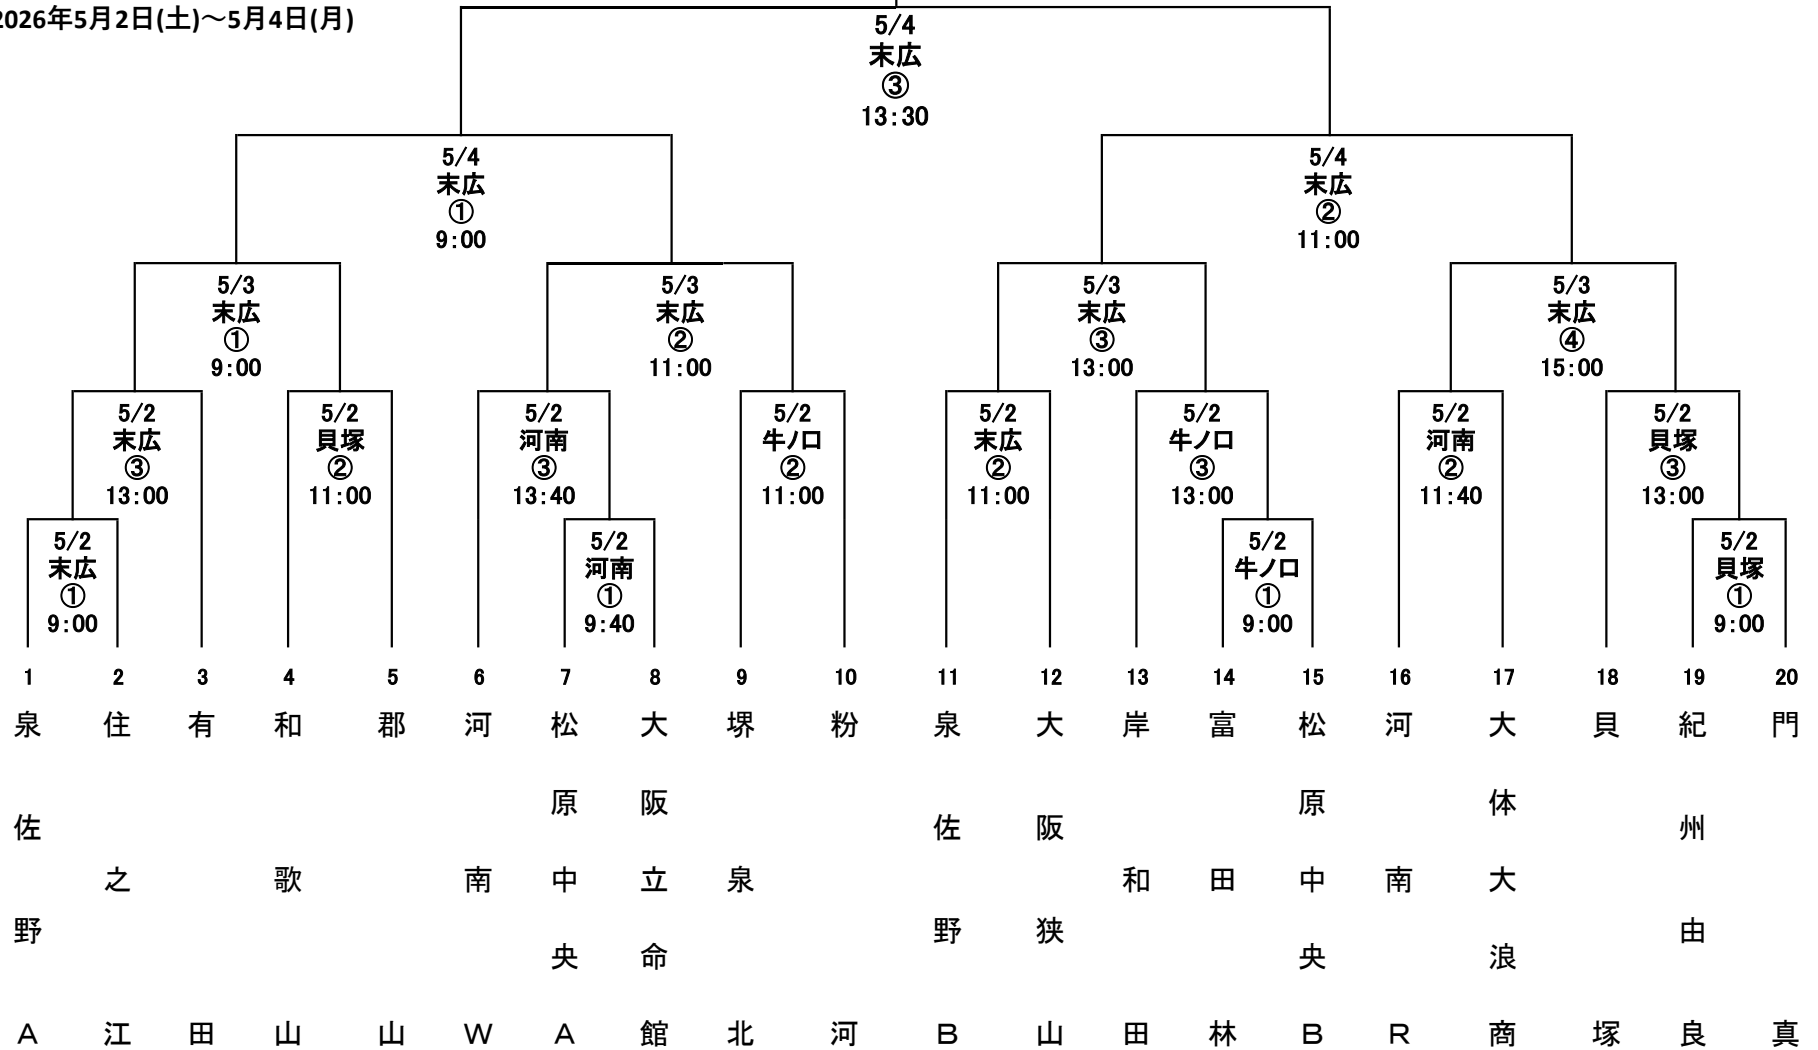 2026年5月2日(土)～5月4日(月)
5/4
末広
③
13:30
5/4
末広
①
9:00
5/4
末広
②
11:00
5/3
末広
①
9:00
5/3
末広
②
11:00
5/3
末広
③
13:00
5/3
末広
④
15:00
5/2
末広
③
13:00
5/2
貝塚
②
11:00
5/2
河南
③
13:40
5/2
牛ノ口
②
11:00
5/2
末広
②
11:00
5/2
牛ノ口
③
13:00
5/2
河南
②
11:40
5/2
貝塚
③
13:00
5/2
末広
①
9:00
5/2
河南
①
9:40
5/2
牛ノ口
①
9:00
5/2
貝塚
①
9:00
1 2 3 4 5 6 7 8 9 10 11 12 13 14 15 16 17 18 19 20
泉佐野A
住之江
有田
和歌山
郡山
河南W
松原中央A
大阪立命館
堺泉北
粉河
泉佐野B
大阪狭山
岸和田
富田林
松原中央B
河南R
大体大浪商
貝塚
紀州由良
門真